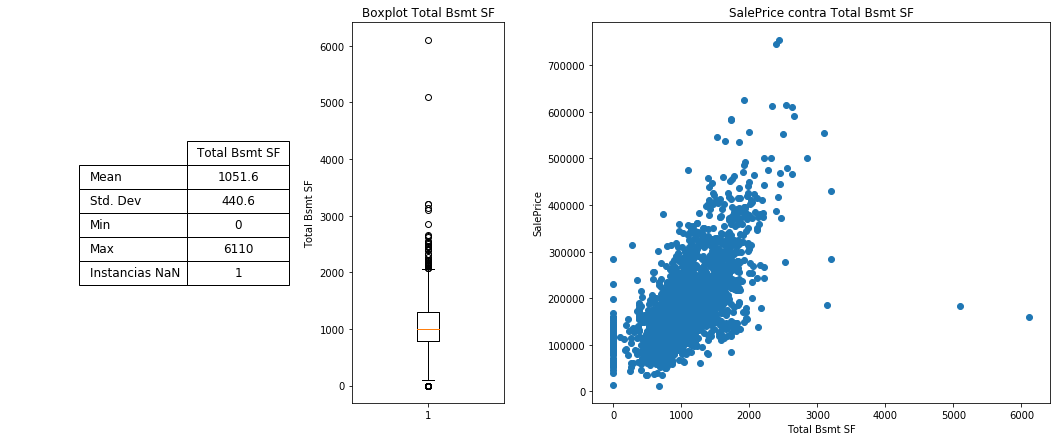 Total Bsmt SF
Mean 1051.6
Std. Dev 440.6
Min 0
Max 6110
Instancias NaN 1
Boxplot Total Bsmt SF
Total Bsmt SF
6000
5000
4000
3000
2000
1000
0
1
SalePrice contra Total Bsmt SF
SalePrice
700000
600000
500000
400000
300000
200000
100000
0
0 1000 2000 3000 4000 5000 6000
Total Bsmt SF